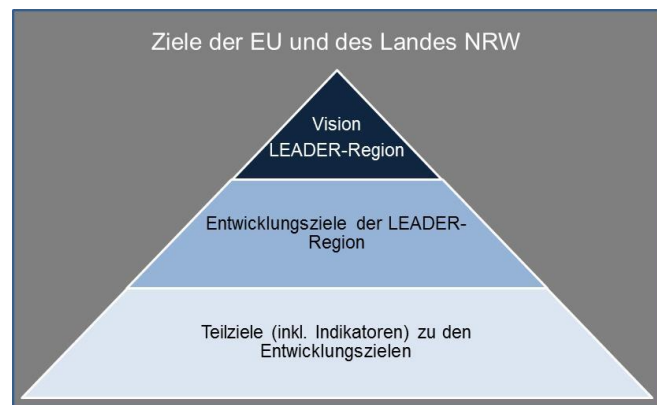 Ziele der EU und des Landes NRW
Vision
LEADER-Region
Entwicklungsziele der LEADER-
Region
Teilziele (inkl. Indikatoren) zu den
Entwicklungszielen